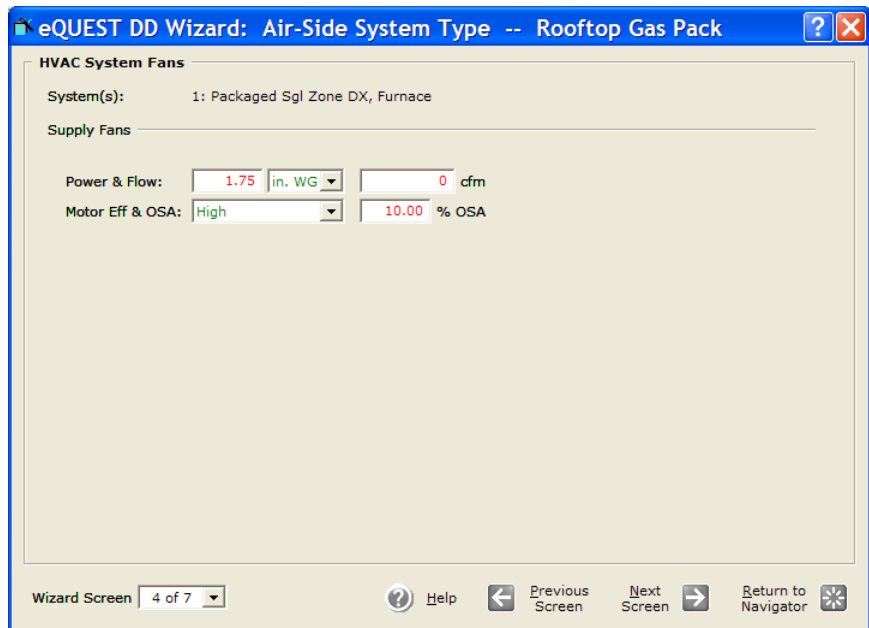 eQUEST DD Wizard: Air-Side System Type -- Rooftop Gas Pack ? X
HVAC System Fans
System(s): 1: Packaged Sgl Zone DX, Furnace
Supply Fans
Power & Flow: 1.75 in. WG 0 cfm
Motor Eff & OSA: High 10.00 % OSA
Wizard Screen 4 of 7 ? Help Previous Screen Next Screen Return to Navigator